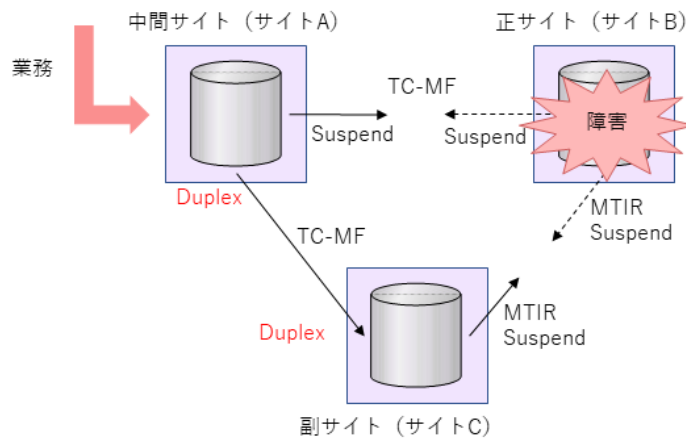 中間サイト（サイトA）
正サイト（サイトB）
業務
TC-MF
Suspend
Suspend
障害
Duplex
MTIR
Suspend
TC-MF
Duplex
MTIR
Suspend
副サイト（サイトC）